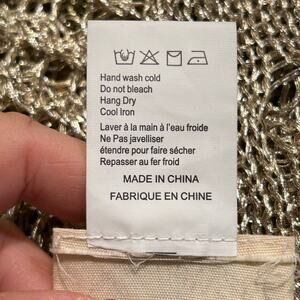 Hand wash cold
Do not bleach
Hang Dry
Cool Iron
Laver à la main à l'eau froide
Ne Pas javelliser
étendre pour faire sécher
Repasser au fer froid
MADE IN CHINA
FABRIQUE EN CHINE